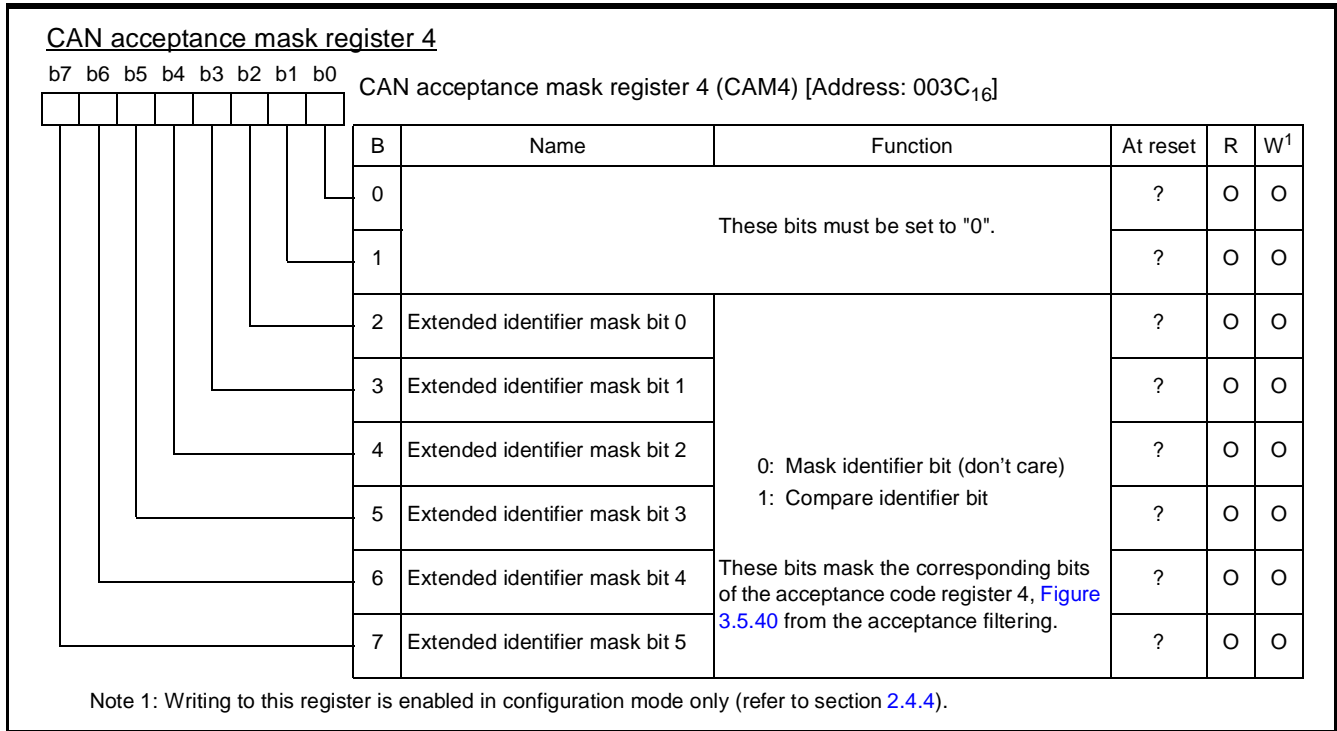 CAN acceptance mask register 4
b7 b6 b5 b4 b3 b2 b1 b0
CAN acceptance mask register 4 (CAM4) [Address: 003C16]
B Name Function At reset R W1
0 ? O O
These bits must be set to "0".
1 ? O O
2 Extended identifier mask bit 0 ? O O
3 Extended identifier mask bit 1 ? O O
4 Extended identifier mask bit 2 ? O O
0: Mask identifier bit (don't care)
1: Compare identifier bit
5 Extended identifier mask bit 3 ? O O
6 Extended identifier mask bit 4 ? O O
These bits mask the corresponding bits
of the acceptance code register 4, Figure
3.5.40 from the acceptance filtering.
7 Extended identifier mask bit 5 ? O O
Note 1: Writing to this register is enabled in configuration mode only (refer to section 2.4.4).